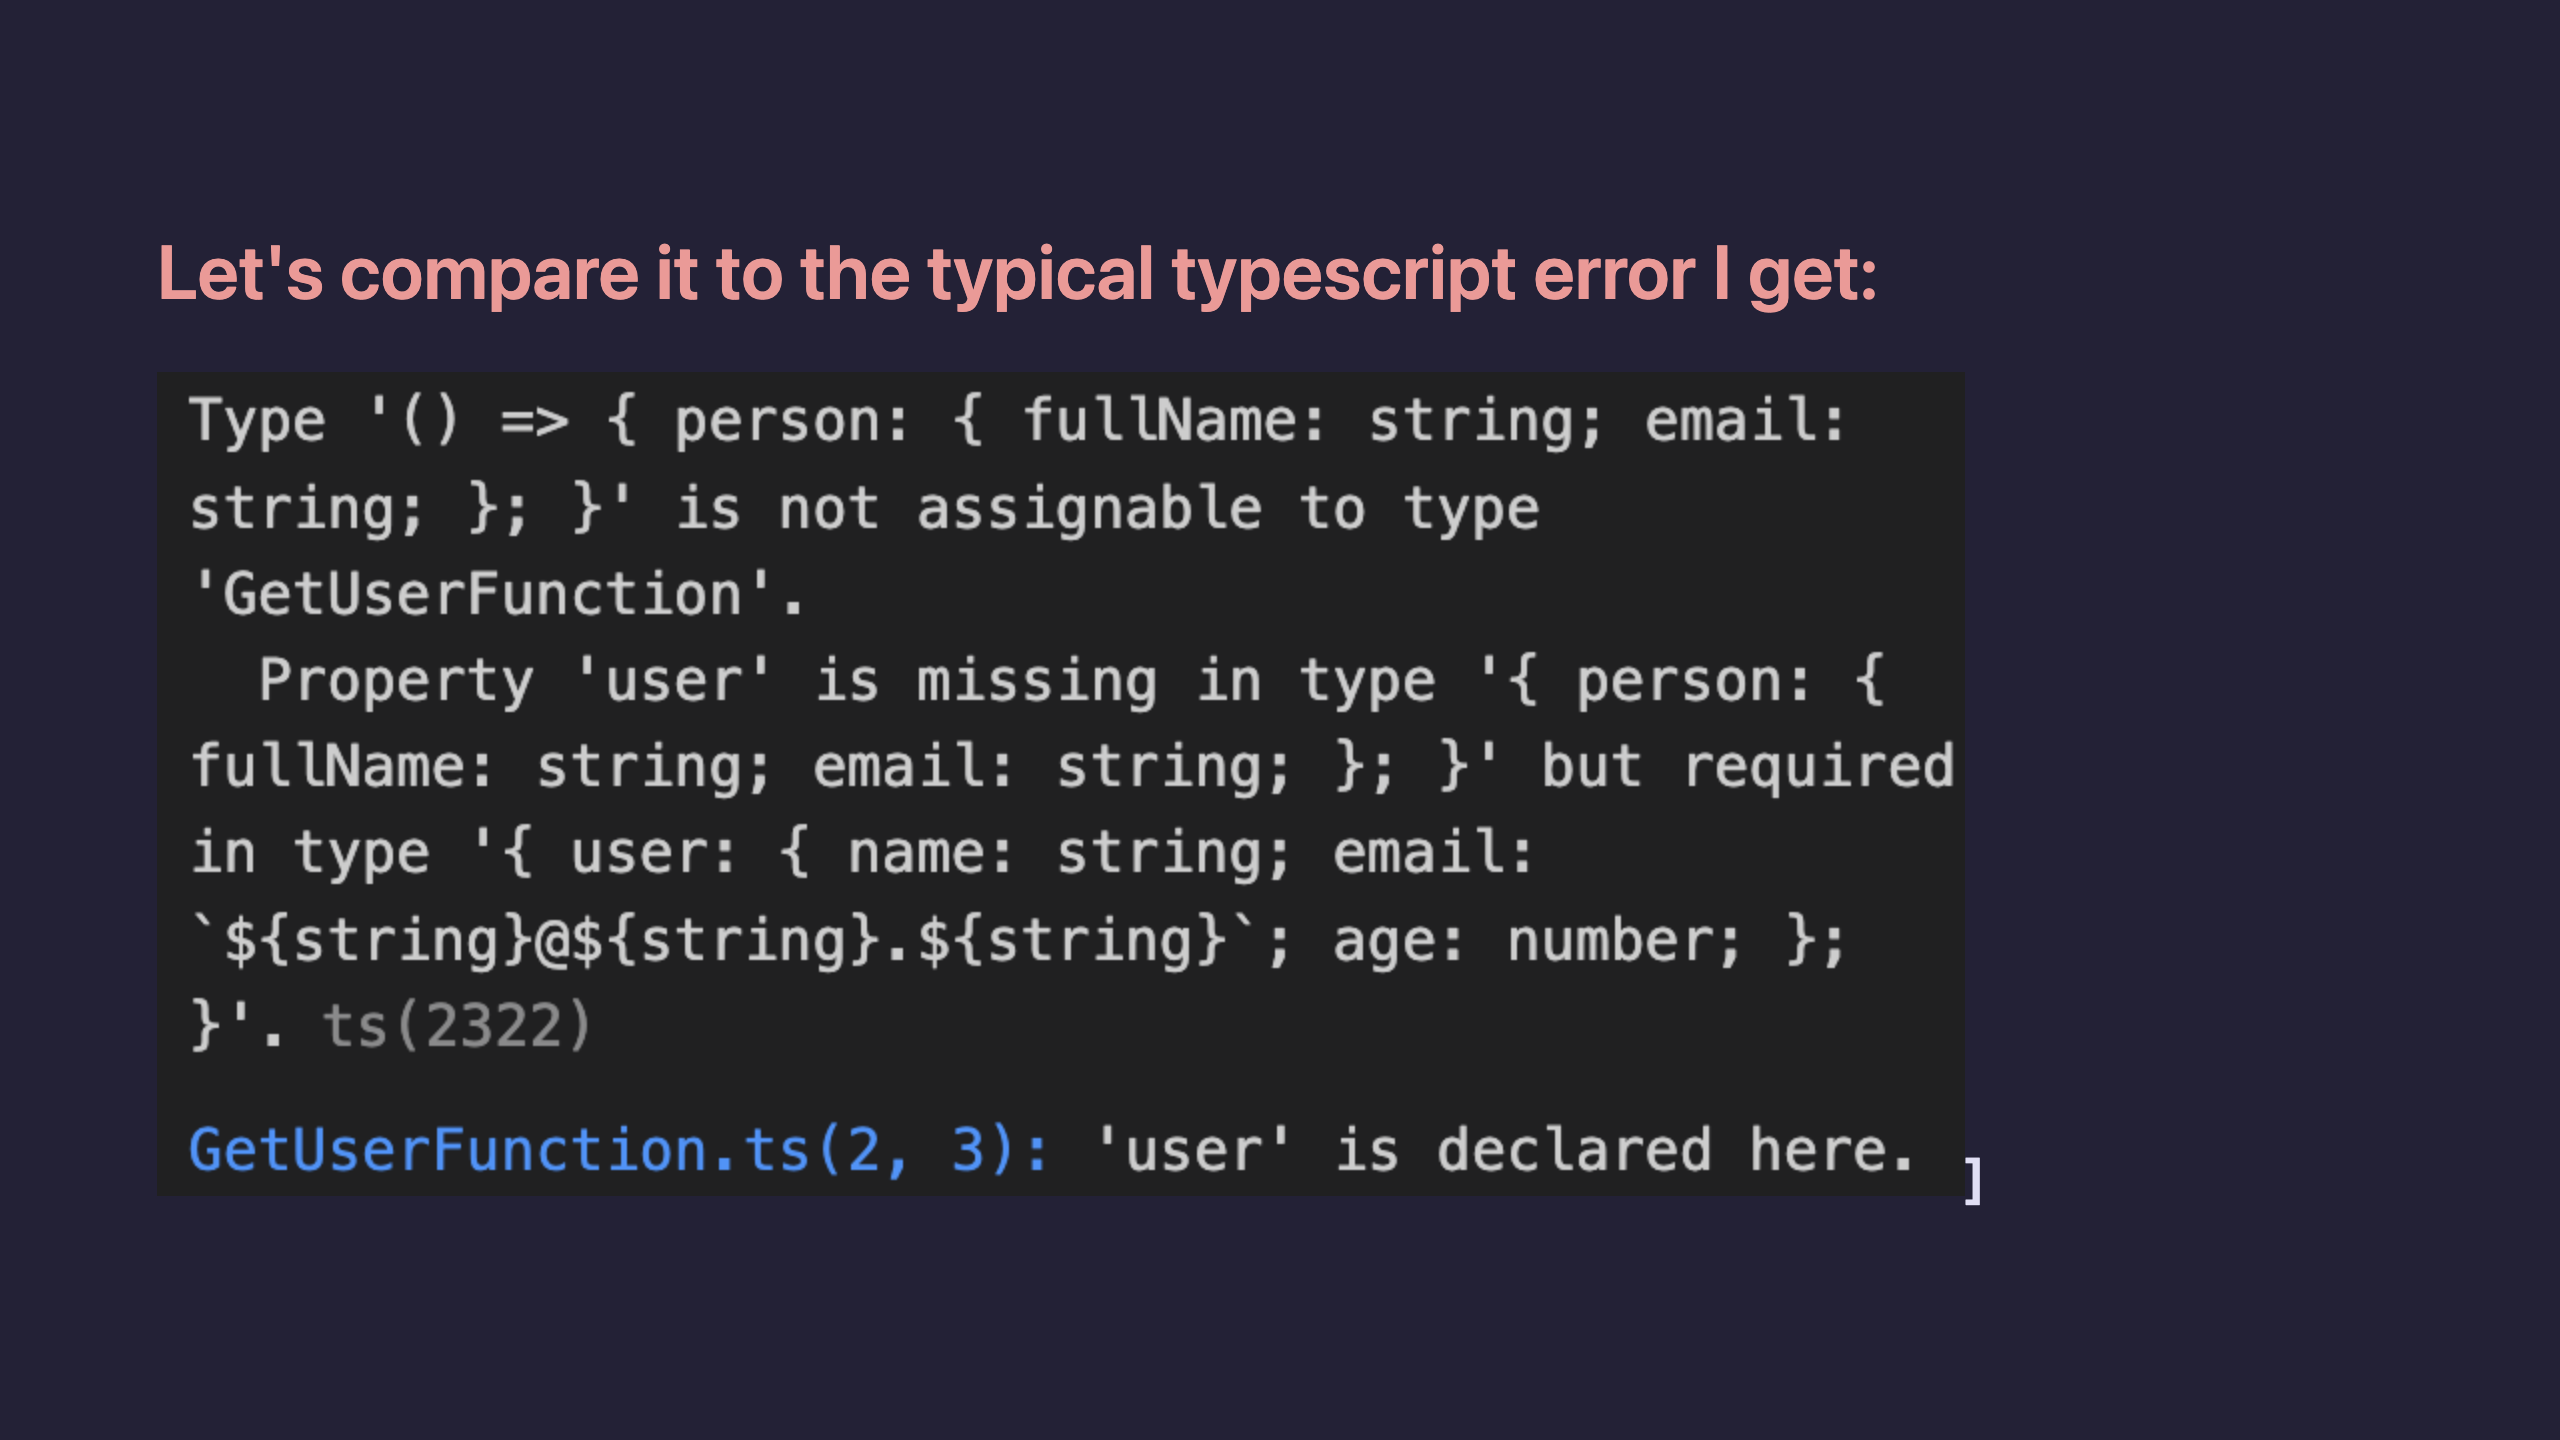 Let's compare it to the typical typescript error I get:
Type '() => { person: { fullName: string; email:
string; }; }' is not assignable to type
'GetUserFunction'.
  Property 'user' is missing in type '{ person: {
fullName: string; email: string; }; }' but required
in type '{ user: { name: string; email:
`${string}@${string}.${string}`; age: number; };
}'. ts(2322)
GetUserFunction.ts(2, 3): 'user' is declared here.
]